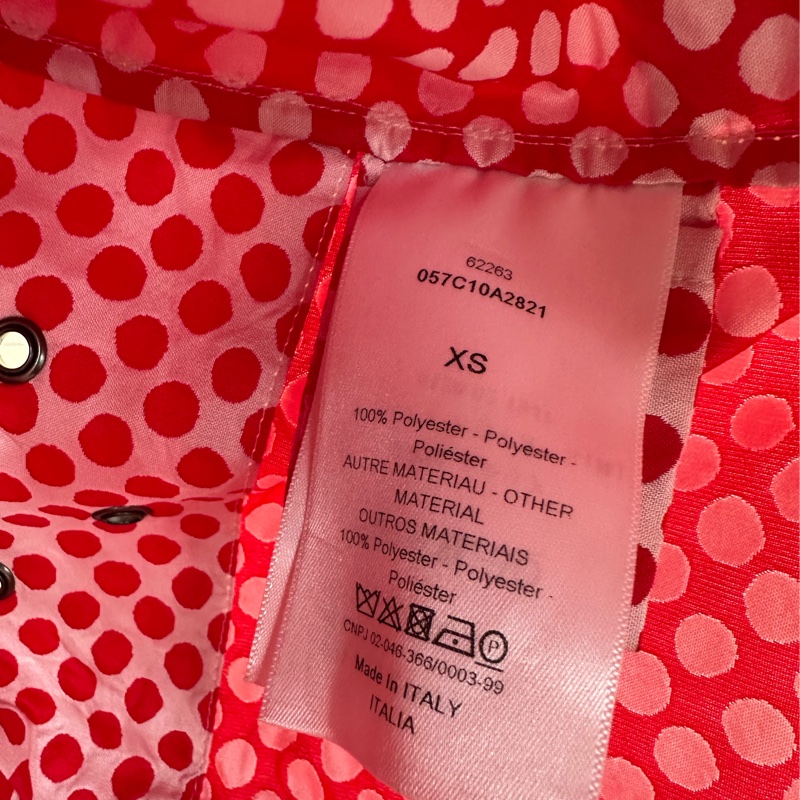 62263
057C10A2821
XS
100% Polyester - Polyester -
Poliéster
AUTRE MATERIAU - OTHER
MATERIAL
OUTROS MATERIAIS
100% Polyester - Polyester -
Poliéster
P
CNPJ 02-046-366/0003-99
Made in ITALY
ITALIA